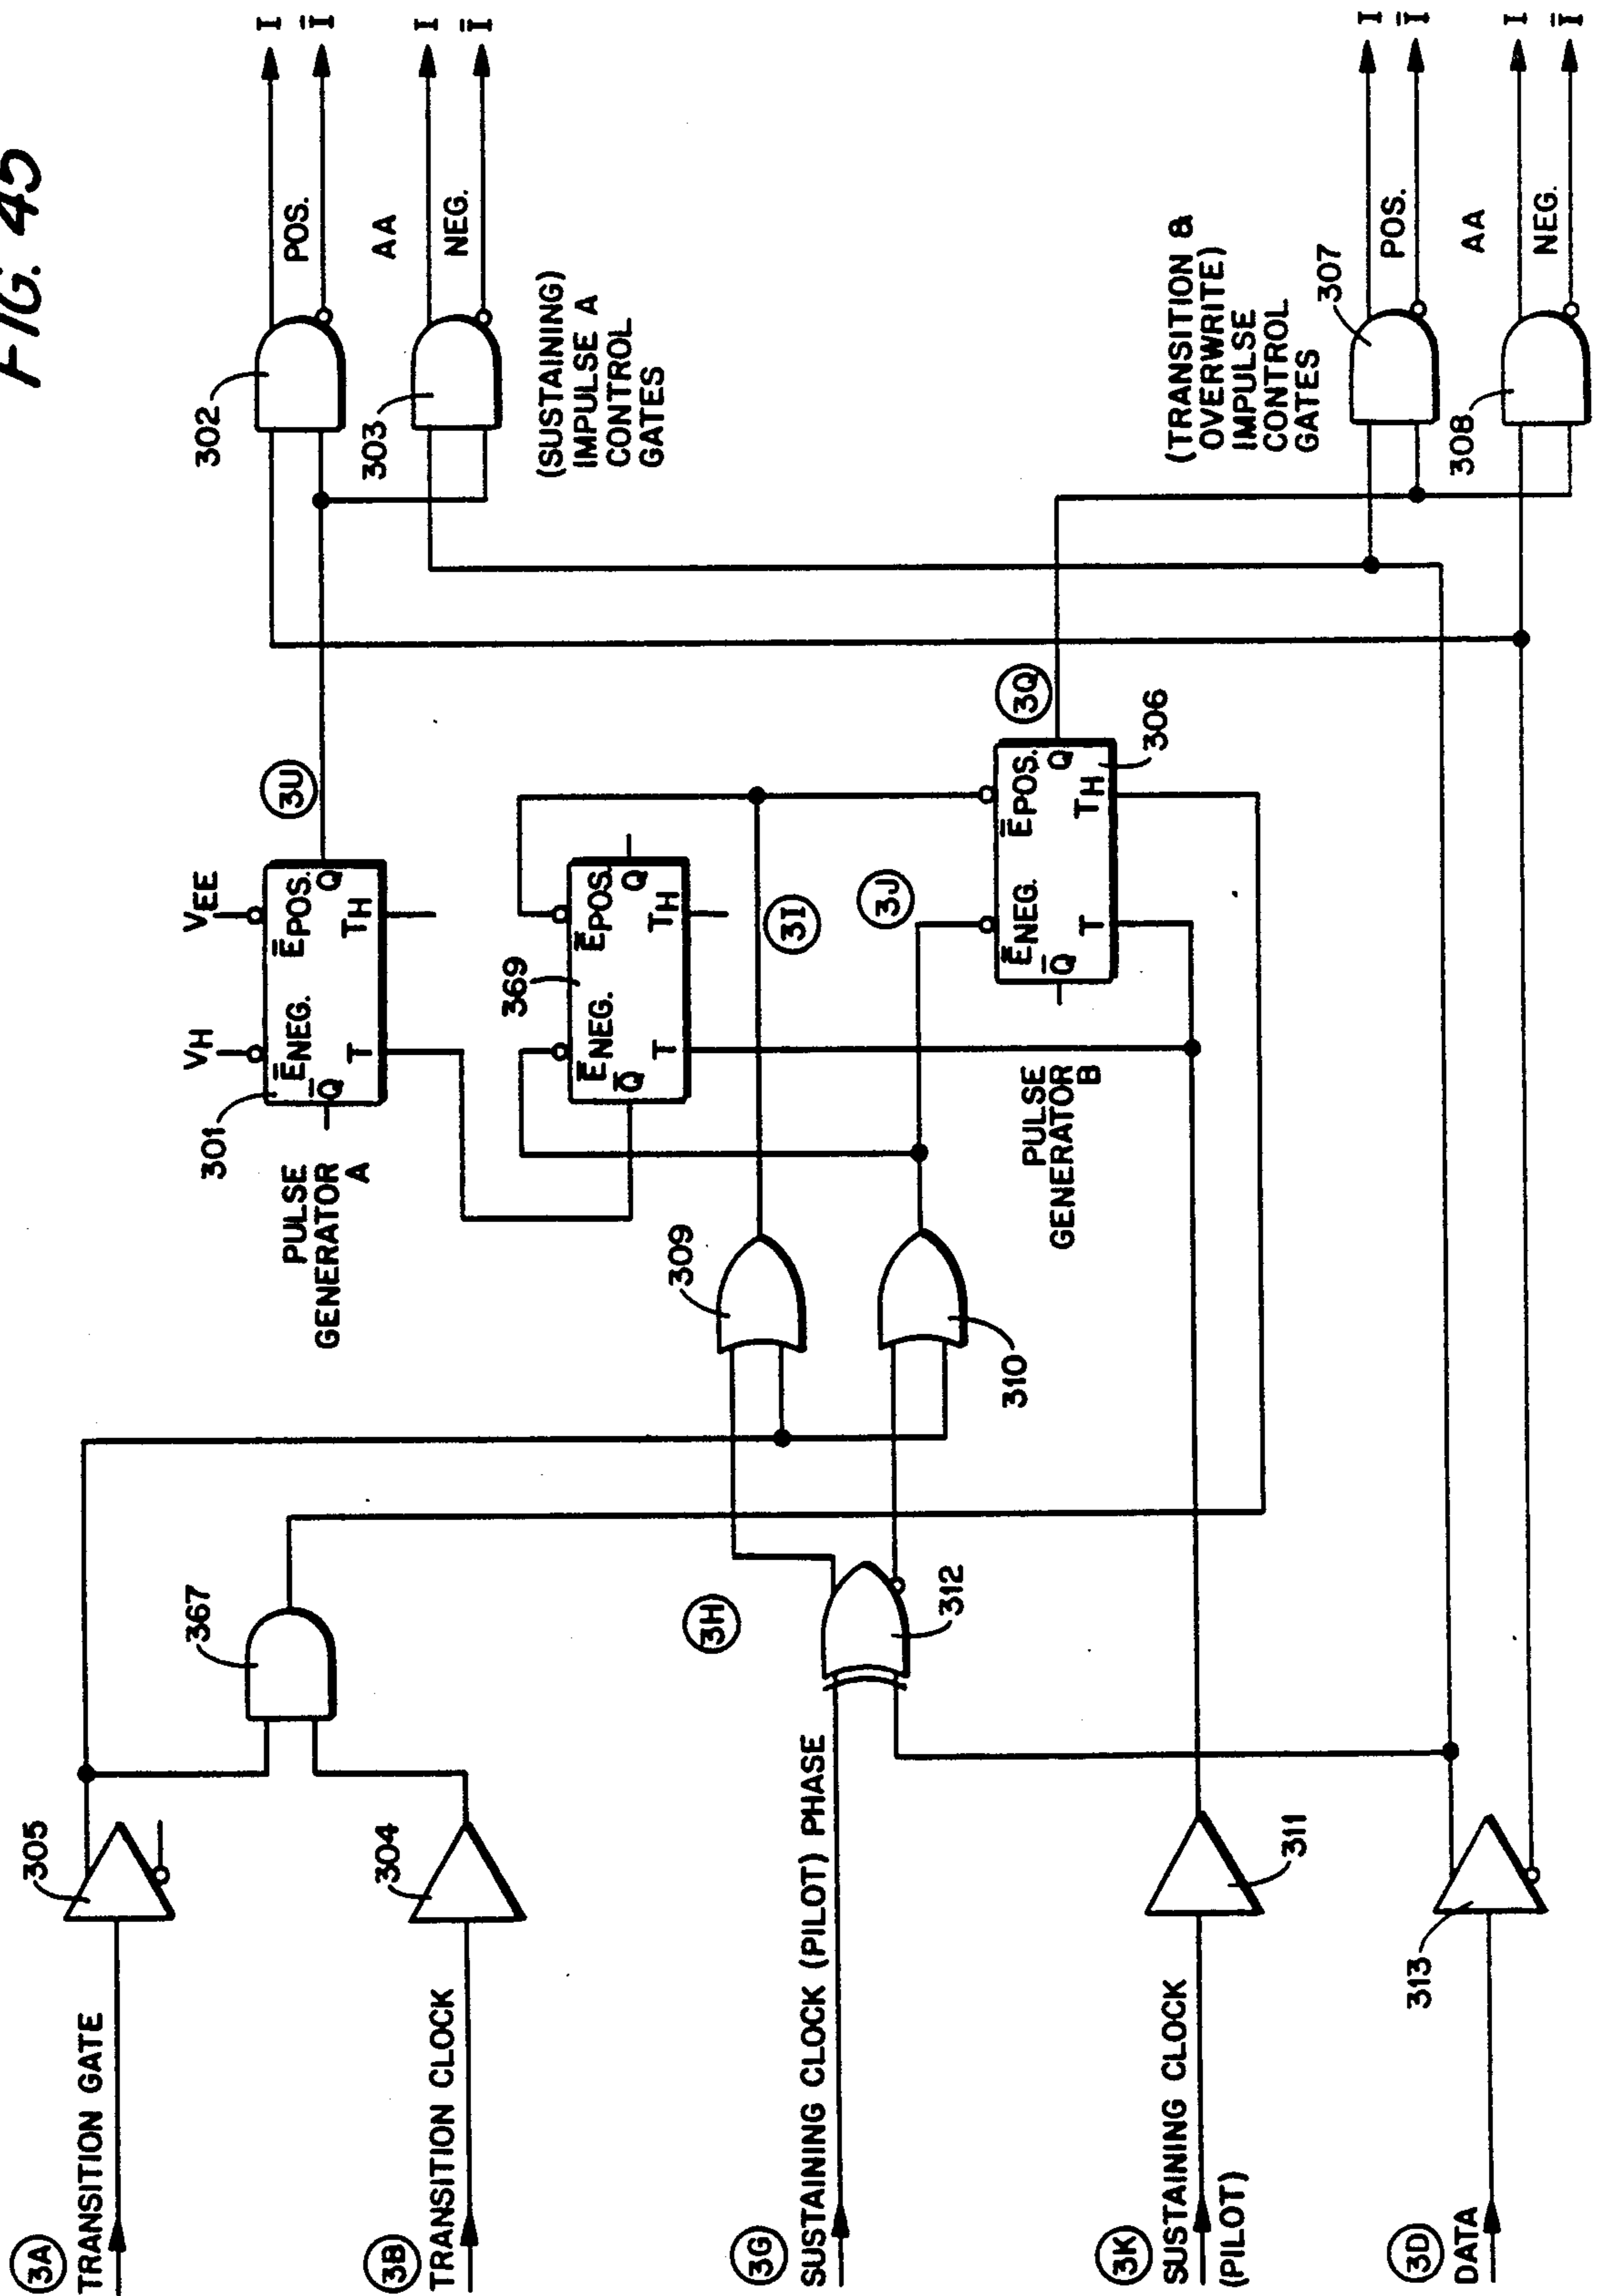 FIG. 45
I
Ī
I
Ī
302
POS.
303
AA
NEG.
(SUSTAINING)
IMPULSE A
CONTROL
GATES
(TRANSITION &
OVERWRITE)
IMPULSE
CONTROL
GATES
307
POS.
308
AA
NEG.
I
Ī
I
Ī
VH
VEE
ĒNEG.
ĒPOS.
Q̄
T
TH
Q
301
PULSE
GENERATOR
A
3U
369
ĒNEG.
ĒPOS.
Q̄
T
TH
Q
3I
3J
ĒNEG.
ĒPOS.
Q̄
T
TH
Q
306
3Q
PULSE
GENERATOR
B
309
310
367
3H
312
305
304
311
313
3A
TRANSITION GATE
3B
TRANSITION CLOCK
3G
SUSTAINING CLOCK (PILOT) PHASE
3K
SUSTAINING CLOCK
(PILOT)
3D
DATA